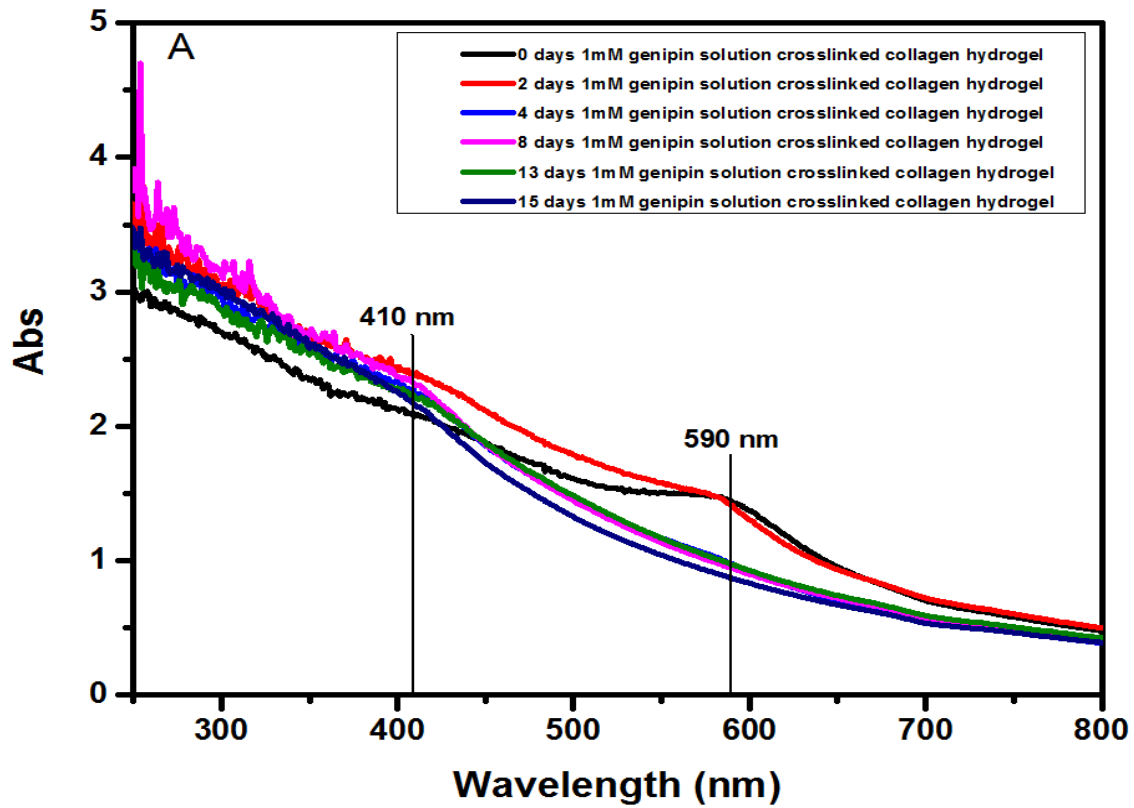 A
0 days 1mM genipin solution crosslinked collagen hydrogel
2 days 1mM genipin solution crosslinked collagen hydrogel
4 days 1mM genipin solution crosslinked collagen hydrogel
8 days 1mM genipin solution crosslinked collagen hydrogel
13 days 1mM genipin solution crosslinked collagen hydrogel
15 days 1mM genipin solution crosslinked collagen hydrogel
410 nm
590 nm
5
4
3
2
1
0
Abs
300 400 500 600 700 800
Wavelength (nm)